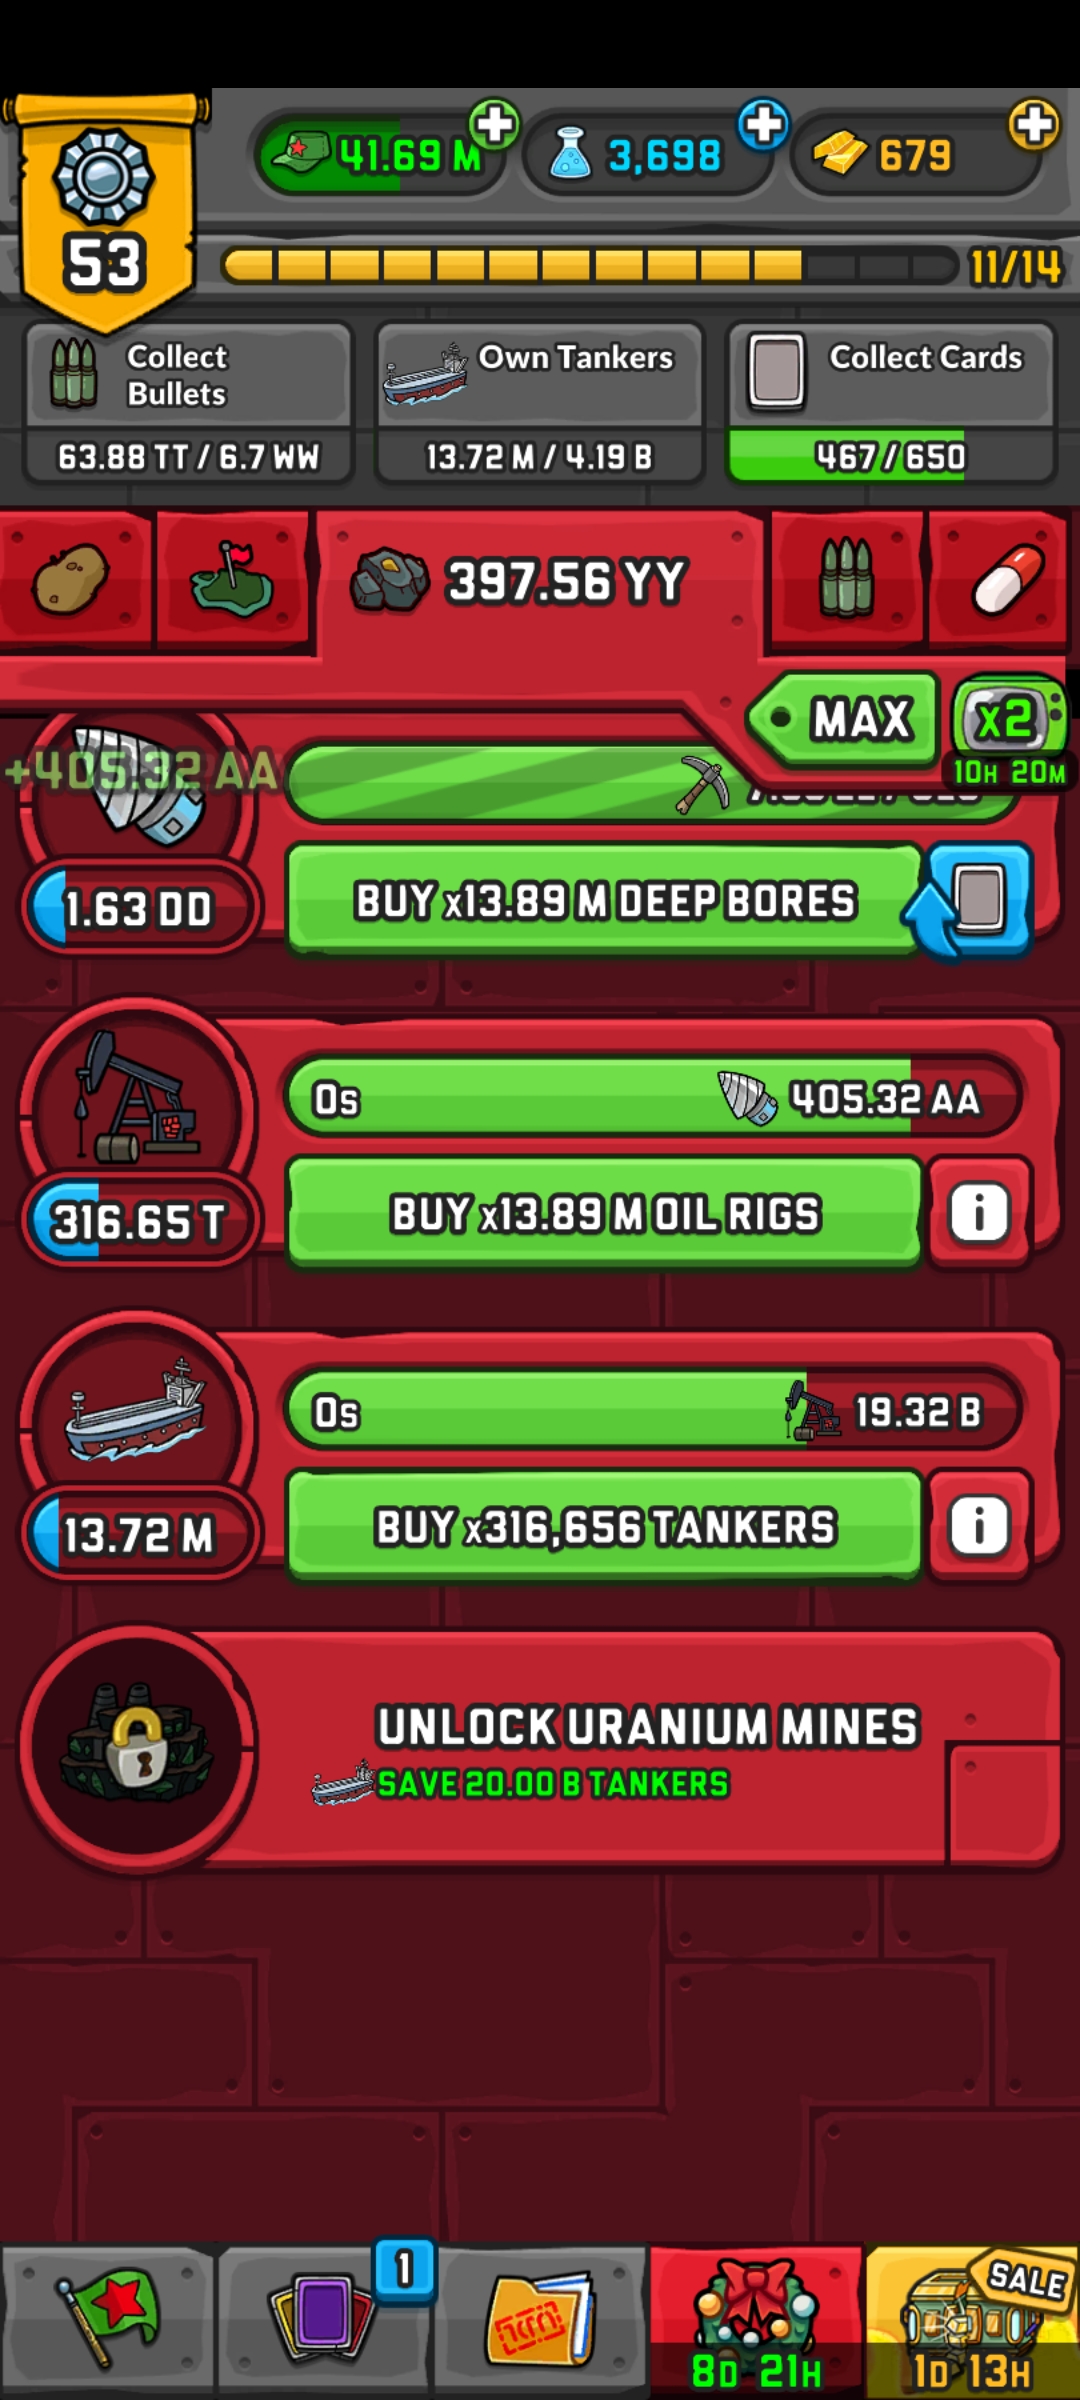 41.69 M
3,698
679
53
11/14
Collect
Bullets
63.88 TT / 6.7 WW
Own Tankers
13.72 M / 4.19 B
Collect Cards
467 / 650
397.56 YY
MAX
x2
10H 20M
+405.32 AA
1.63 DD
BUY x13.89 M DEEP BORES
0s
405.32 AA
316.65 T
BUY x13.89 M OIL RIGS
i
0s
19.32 B
13.72 M
BUY x316,656 TANKERS
i
UNLOCK URANIUM MINES
SAVE 20.00 B TANKERS
1
SALE
8D 21H
1D 13H